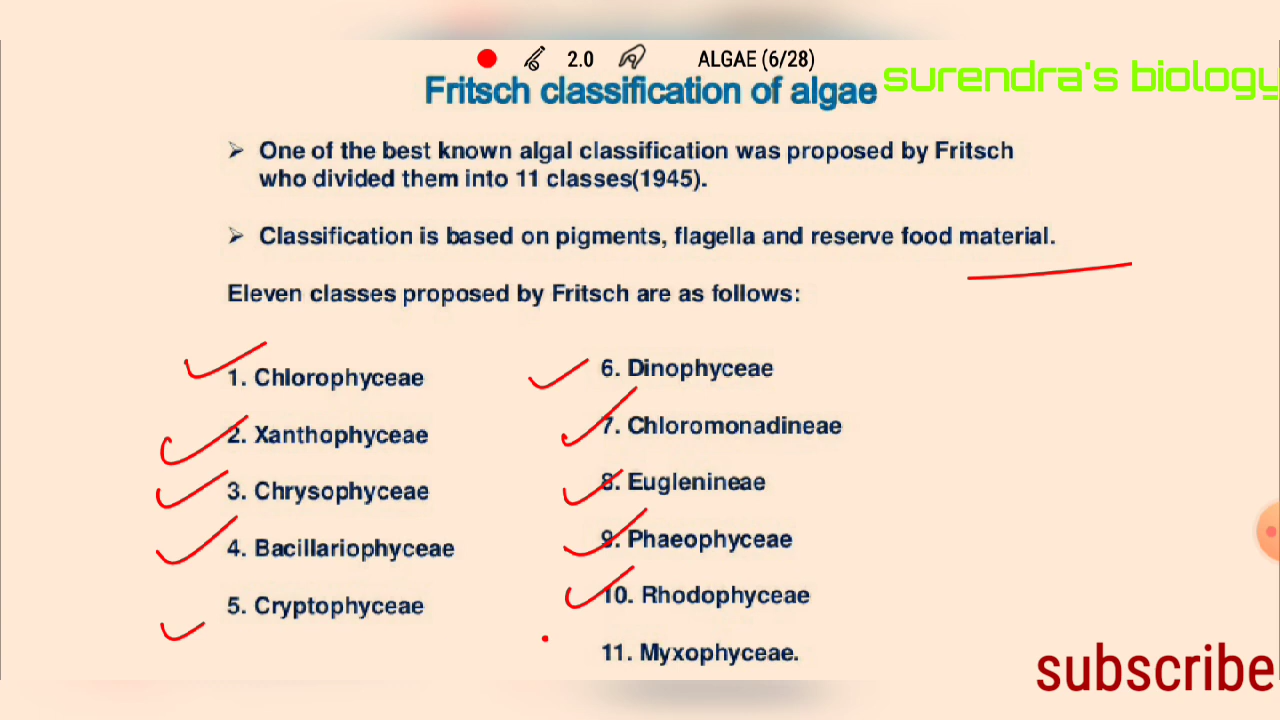 2.0 ALGAE (6/28)
surendra's biology
Fritsch classification of algae
One of the best known algal classification was proposed by Fritsch
who divided them into 11 classes(1945).
Classification is based on pigments, flagella and reserve food material.
Eleven classes proposed by Fritsch are as follows:
1. Chlorophyceae
2. Xanthophyceae
3. Chrysophyceae
4. Bacillariophyceae
5. Cryptophyceae
6. Dinophyceae
7. Chloromonadineae
8. Euglenineae
9. Phaeophyceae
10. Rhodophyceae
11. Myxophyceae.
subscribe